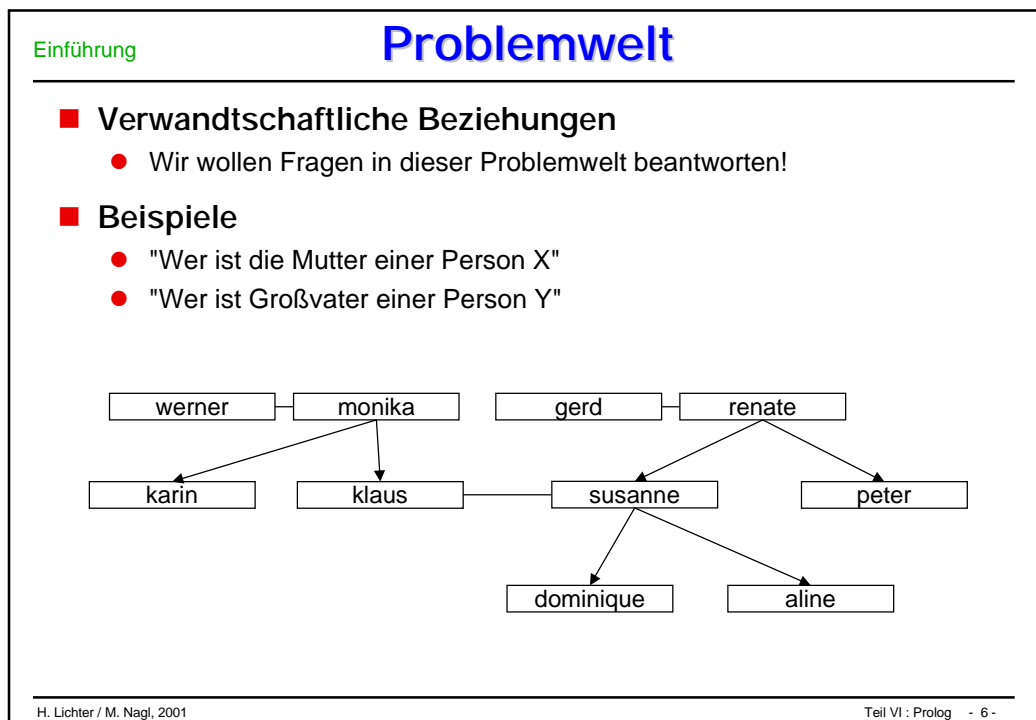 Einführung
Problemwelt
Verwandtschaftliche Beziehungen
Wir wollen Fragen in dieser Problemwelt beantworten!
Beispiele
"Wer ist die Mutter einer Person X"
"Wer ist Großvater einer Person Y"
werner monika gerd renate
karin klaus susanne peter
dominique aline
H. Lichter / M. Nagl, 2001 Teil VI : Prolog - 6 -